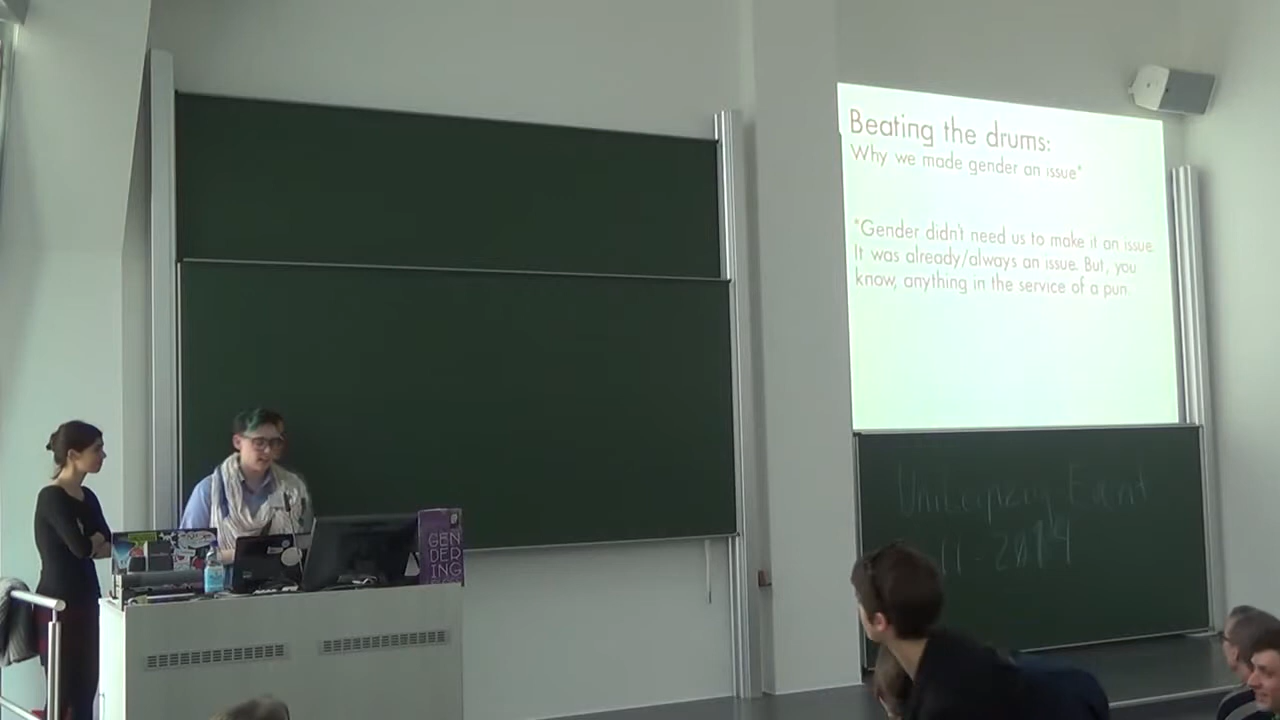 Beating the drums:
Why we made gender an issue*
*Gender didn't need us to make it an issue.
It was already/always an issue. But, you
know, anything in the service of a pun.
GEN
DER
ING